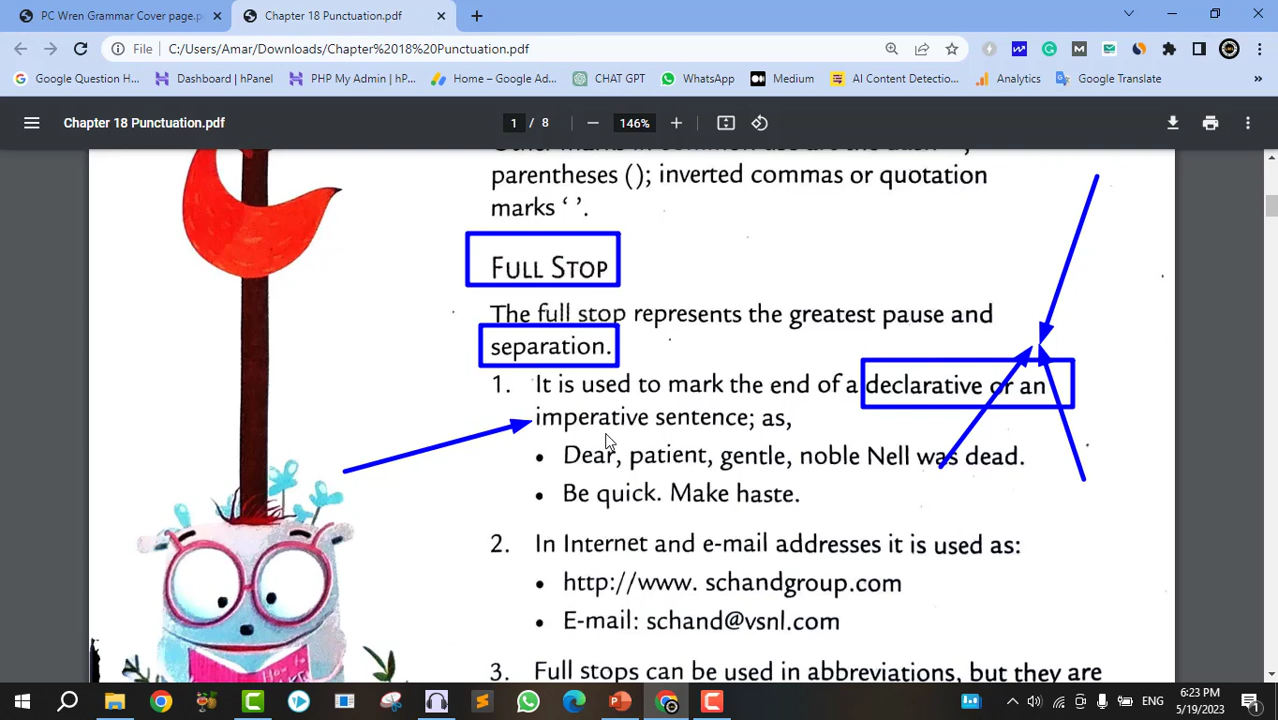 PC Wren Grammar Cover page.p
Chapter 18 Punctuation.pdf
File C:/Users/Amar/Downloads/Chapter%2018%20Punctuation.pdf
Google Question H... Dashboard | hPanel PHP My Admin | hP... Home – Google Ad... CHAT GPT WhatsApp Medium AI Content Detectio... Analytics Google Translate »
Chapter 18 Punctuation.pdf 1 / 8 146%
parentheses (); inverted commas or quotation
marks ‘ ’.
FULL STOP
The full stop represents the greatest pause and
separation.
1. It is used to mark the end of a declarative or an
imperative sentence; as,
• Dear, patient, gentle, noble Nell was dead.
• Be quick. Make haste.
2. In Internet and e-mail addresses it is used as:
• http://www. schandgroup.com
• E-mail: schand@vsnl.com
3. Full stops can be used in abbreviations, but they are
ENG 6:23 PM
5/19/2023